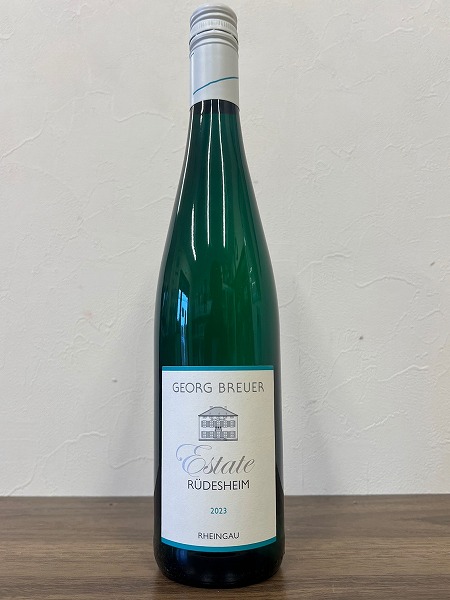 GEORG BREUER
Estate
RÜDESHEIM
2023
RHEINGAU